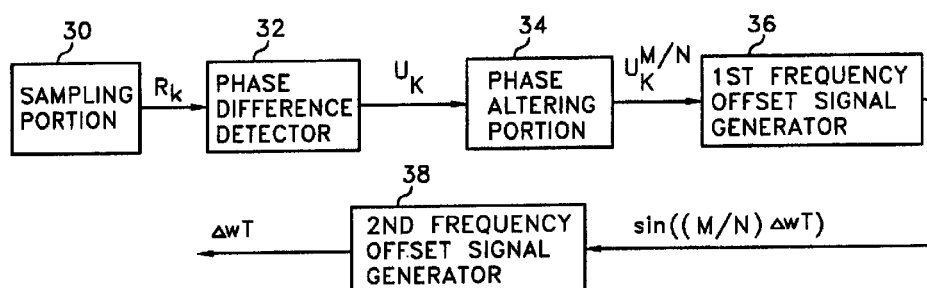 30
SAMPLING
PORTION
R_k
32
PHASE
DIFFERENCE
DETECTOR
U_K
34
PHASE
ALTERING
PORTION
U_K^{M/N}
36
1ST FREQUENCY
OFFSET SIGNAL
GENERATOR
sin((M/N) ΔwT)
38
2ND FREQUENCY
OFFSET SIGNAL
GENERATOR
ΔwT